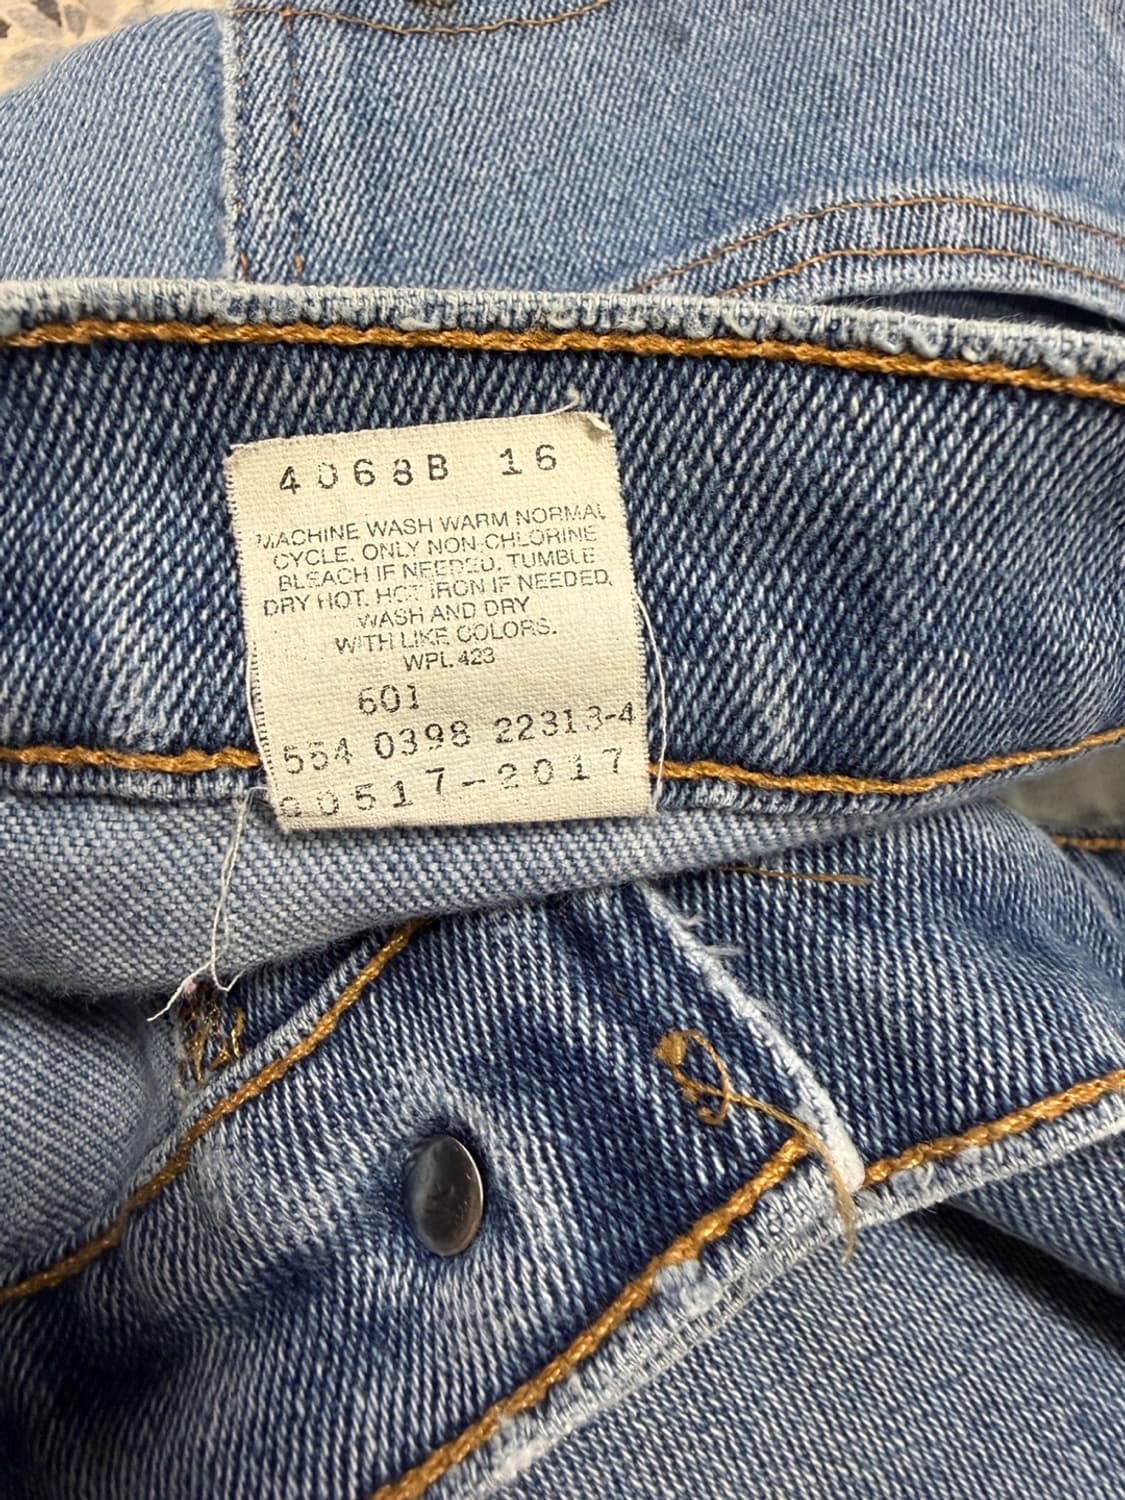 4068B 16
MACHINE WASH WARM NORMAL
CYCLE. ONLY NON-CHLORINE
BLEACH IF NEEDED. TUMBLE
DRY HOT. HOT IRON IF NEEDED.
WASH AND DRY
WITH LIKE COLORS.
WPL 423
601
554 0398 22313-4
00517-2017